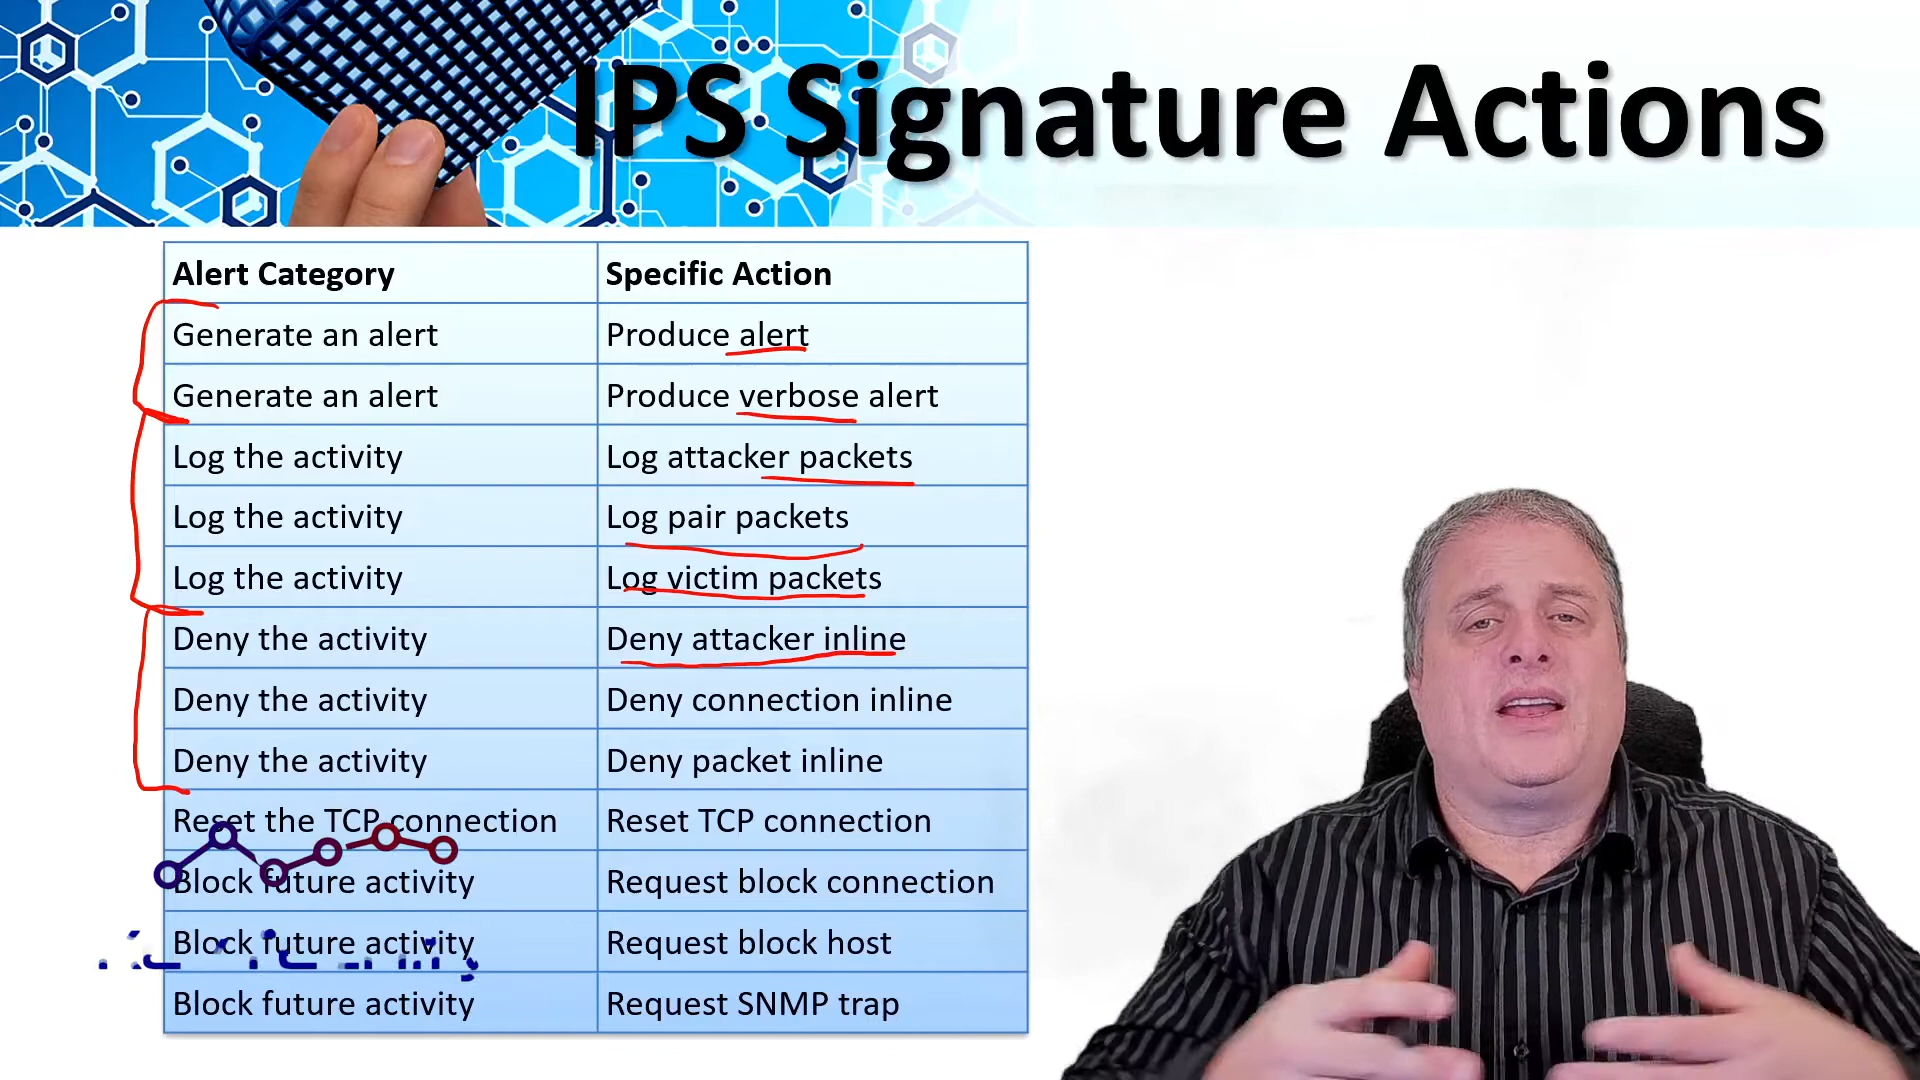 IPS Signature Actions
Alert Category Specific Action
Generate an alert Produce alert
Generate an alert Produce verbose alert
Log the activity Log attacker packets
Log the activity Log pair packets
Log the activity Log victim packets
Deny the activity Deny attacker inline
Deny the activity Deny connection inline
Deny the activity Deny packet inline
Reset the TCP connection Reset TCP connection
Block future activity Request block connection
Block future activity Request block host
Block future activity Request SNMP trap